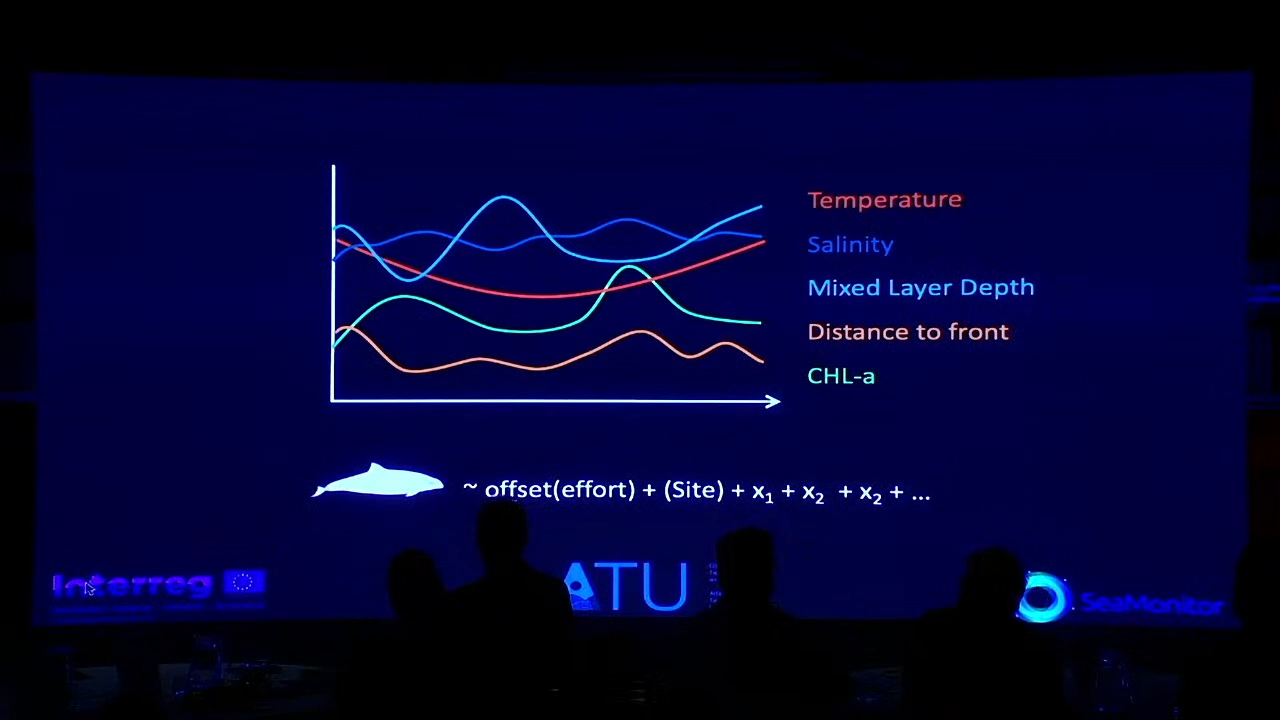 Temperature
Salinity
Mixed Layer Depth
Distance to front
CHL-a
~ offset(effort) + (Site) + x₁ + x₂ + x₂ + ...
Interreg
ATU
SeaMonitor